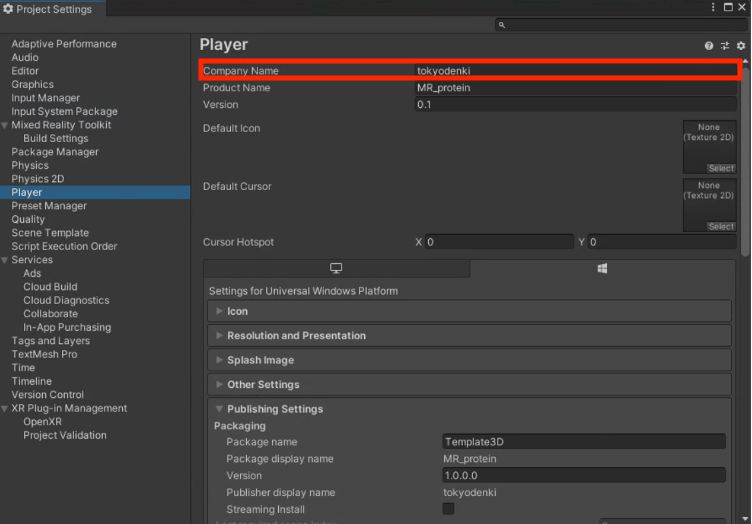 Project Settings
Adaptive Performance
Audio
Editor
Graphics
Input Manager
Input System Package
Mixed Reality Toolkit
Build Settings
Package Manager
Physics
Physics 2D
Player
Preset Manager
Quality
Scene Template
Script Execution Order
Services
Ads
Cloud Build
Cloud Diagnostics
Collaborate
In-App Purchasing
Tags and Layers
TextMesh Pro
Time
Timeline
Version Control
XR Plug-in Management
OpenXR
Project Validation
Player
Company Name tokyodenki
Product Name MR_protein
Version 0.1
Default Icon
None
(Texture 2D)
Select
Default Cursor
None
(Texture 2D)
Select
Cursor Hotspot X 0 Y 0
Settings for Universal Windows Platform
Icon
Resolution and Presentation
Splash Image
Other Settings
Publishing Settings
Packaging
Package name Template3D
Package display name MR_protein
Version 1.0.0.0
Publisher display name tokyodenki
Streaming Install